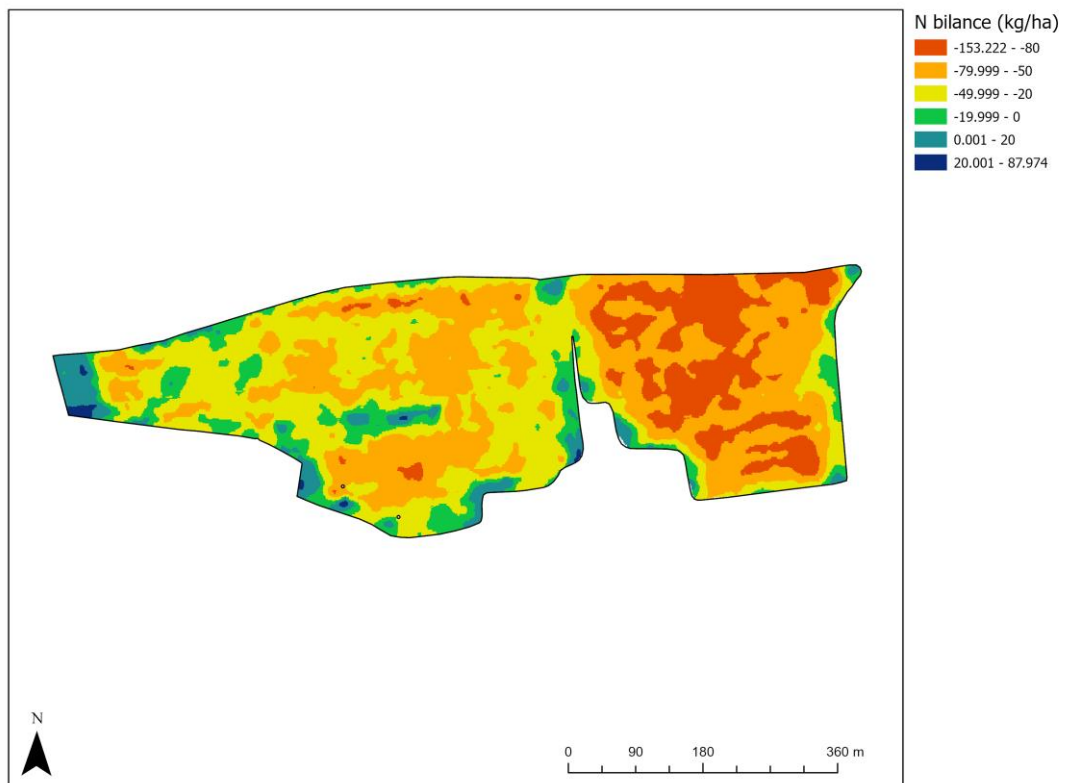 N bilance (kg/ha)
-153.222 - -80
-79.999 - -50
-49.999 - -20
-19.999 - 0
0.001 - 20
20.001 - 87.974
N
0 90 180 360 m